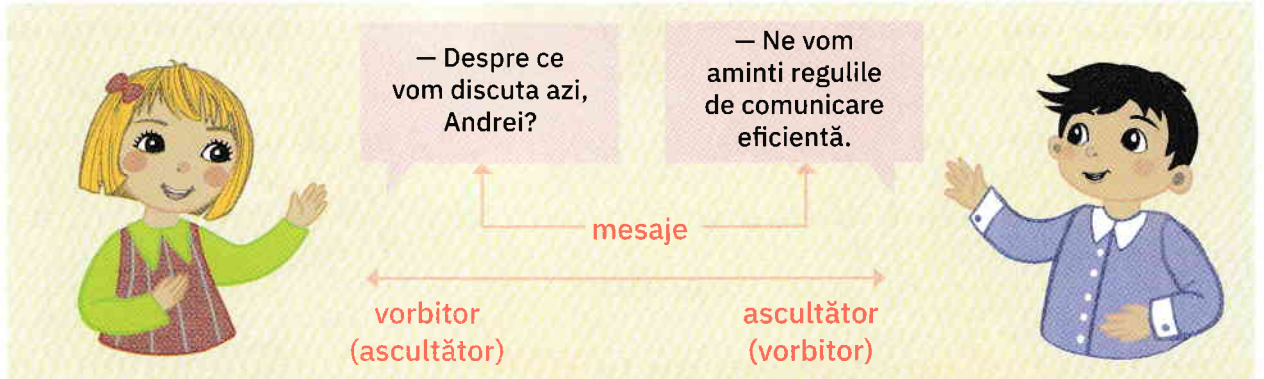 — Despre ce
vom discuta azi,
Andrei?
— Ne vom
aminti regulile
de comunicare
eficientă.
mesaje
vorbitor
(ascultător)
ascultător
(vorbitor)